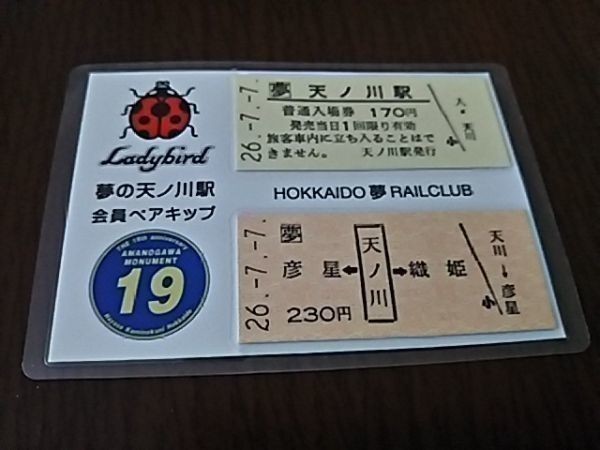 Ladybird
夢の天ノ川駅
会員ペアキップ
AMANOGAWA
MONUMENT
19
26.-7.-7.
夢 天ノ川駅
普通入場券 170円
発売当日1回限り有効
旅客車内に立ち入ることはで
きません。 天ノ川駅発行
HOKKAIDO 夢 RAILCLUB
26.-7.-7.
夢
彦星←天ノ川→織姫
230円
天川→彦星
小